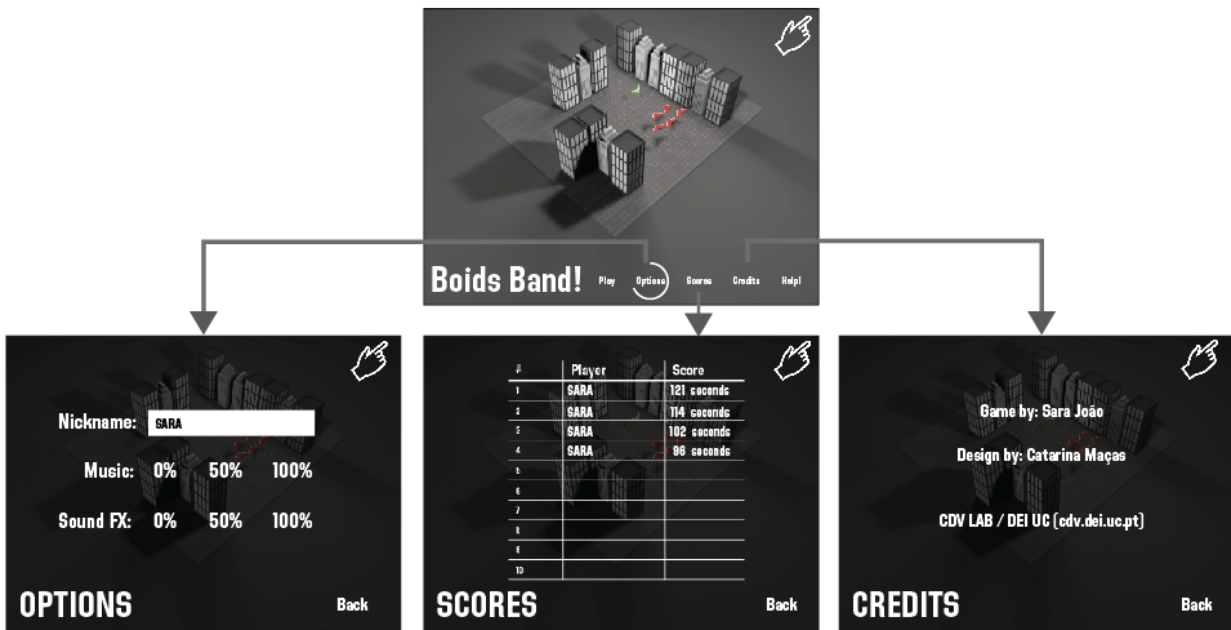 Boids Band! Play Options Scores Credits Help!
Nickname: SARA
Music: 0% 50% 100%
Sound FX: 0% 50% 100%
OPTIONS Back
# Player Score
1 SARA 121 seconds
2 SARA 114 seconds
3 SARA 102 seconds
4 SARA 96 seconds
5
6
7
8
9
10
SCORES Back
Game by: Sara João
Design by: Catarina Maças
CDV LAB / DEI UC (cdv.dei.uc.pt)
CREDITS Back